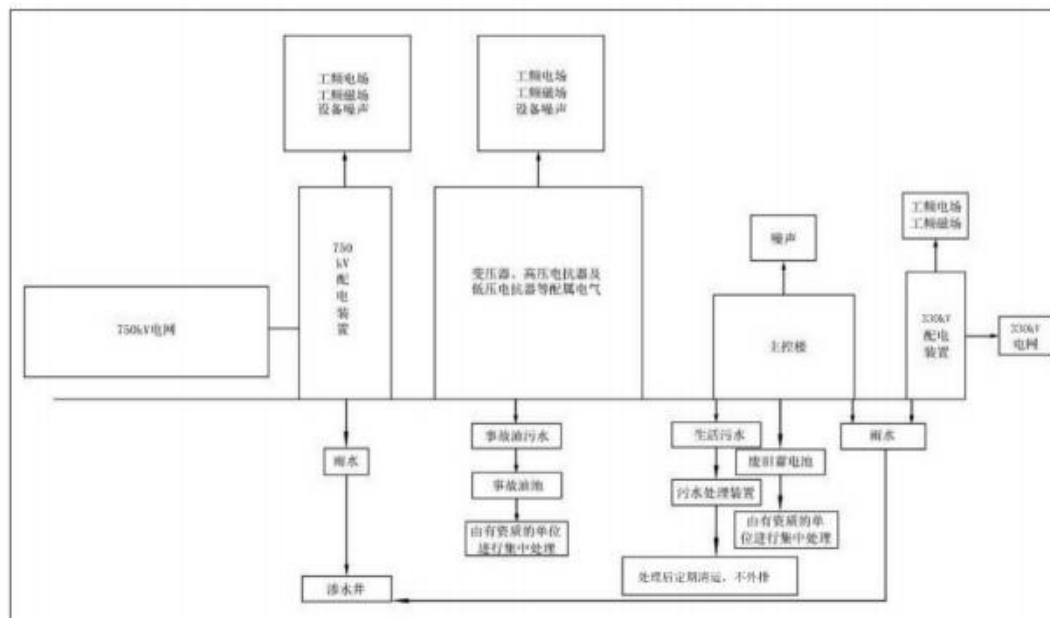 工频电场
工频磁场
设备噪声
工频电场
工频磁场
设备噪声
工频电场
工频磁场
噪声
750
kV
配
电
装
置
变压器、高压电抗器及
低压电抗器等配属电气
750kV电网
主控楼
330kV
配电
装置
330kV
电网
雨水
事故油污水
生活污水
雨水
废旧蓄电池
事故油池
污水处理装置
由有资质的单位
进行集中处理
由有资质的单
位进行集中处理
处理后定期清运，不外排
渗水井